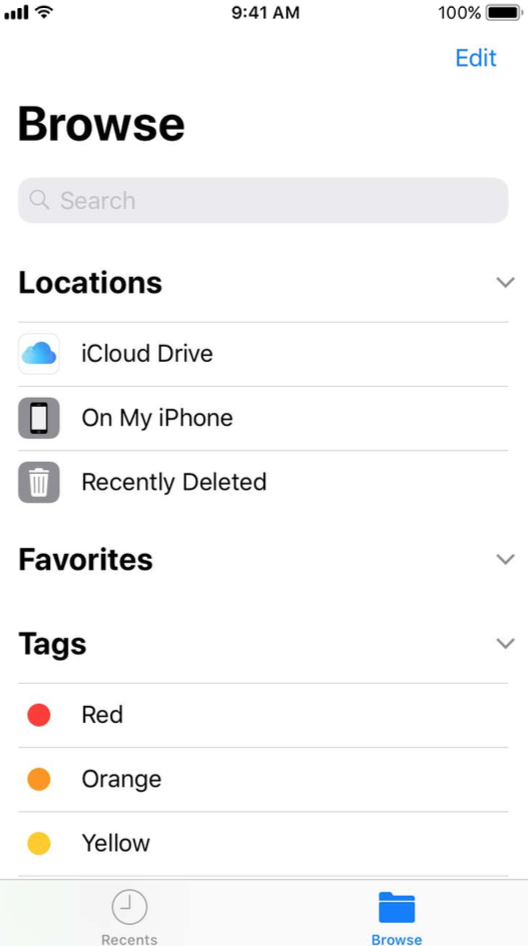 9:41 AM 100%
Edit
Browse
Search
Locations
iCloud Drive
On My iPhone
Recently Deleted
Favorites
Tags
Red
Orange
Yellow
Recents Browse